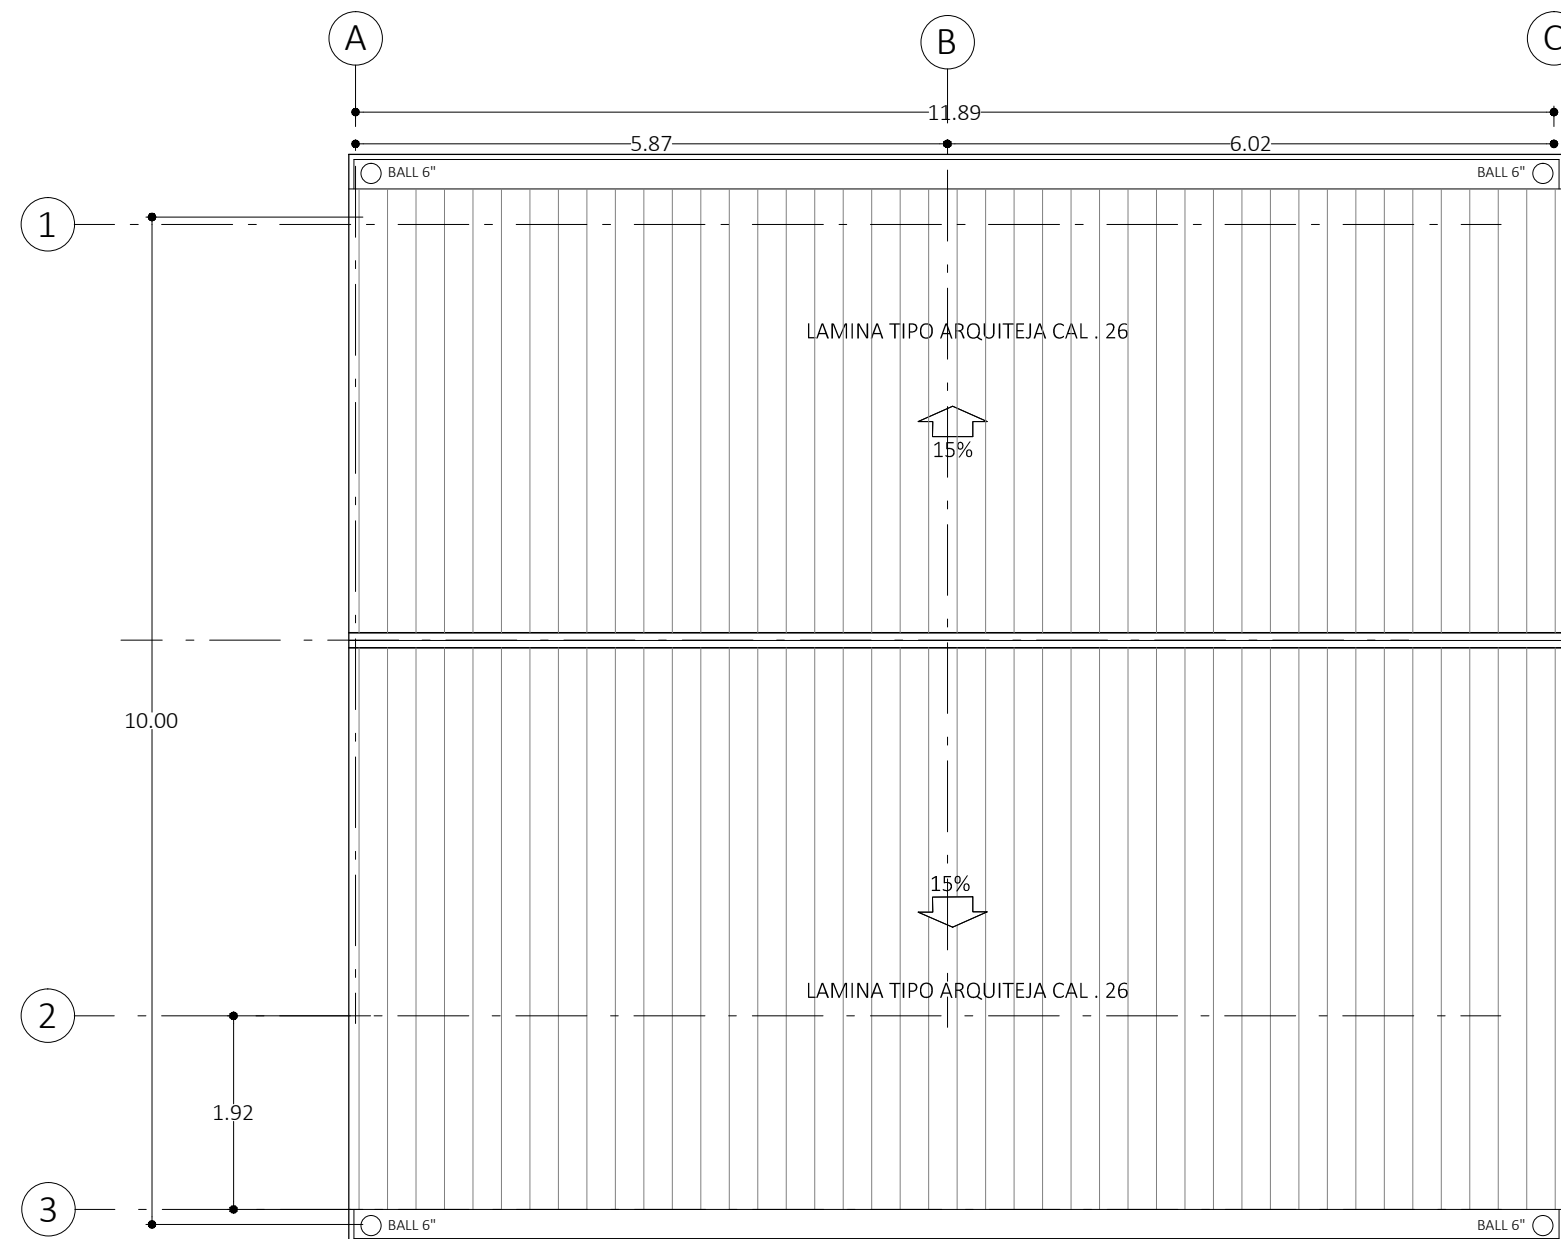 A
B
C
11.89
5.87
6.02
BALL 6"
BALL 6"
1
LAMINA TIPO ARQUITEJA CAL . 26
15%
10.00
15%
LAMINA TIPO ARQUITEJA CAL . 26
2
1.92
3
BALL 6"
BALL 6"